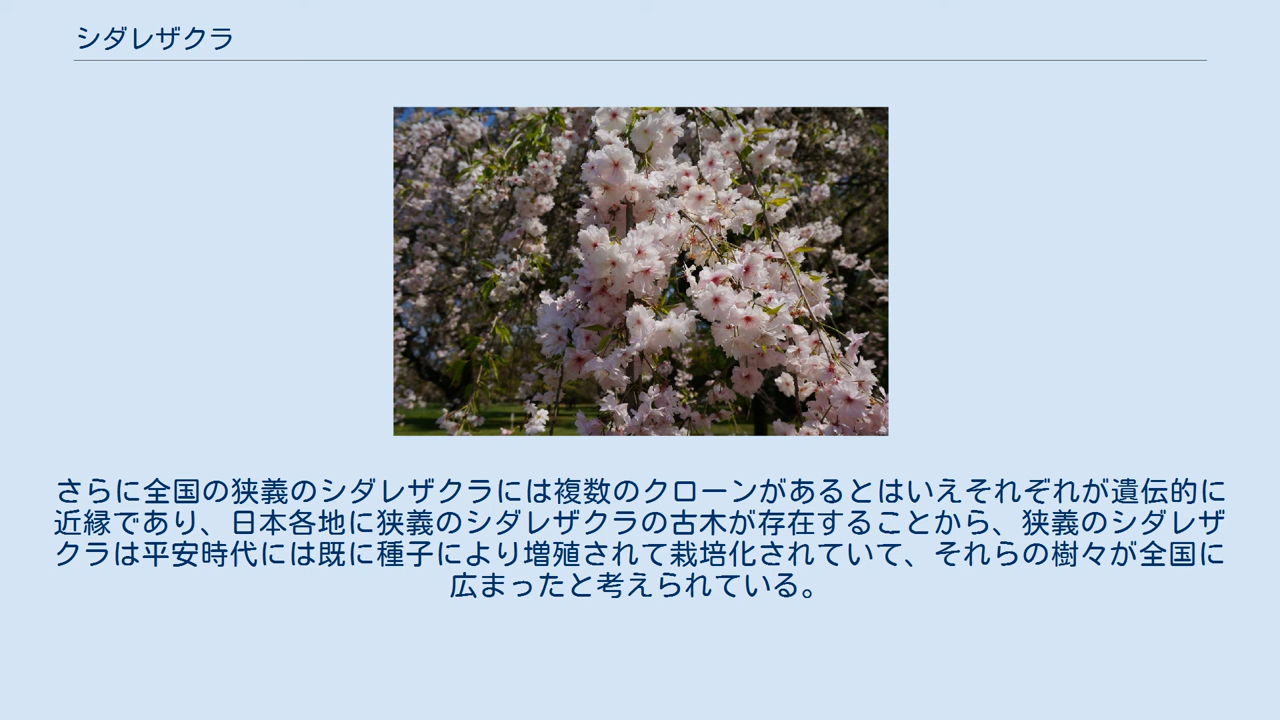 シダレザクラ
さらに全国の狭義のシダレザクラには複数のクローンがあるとはいえそれぞれが遺伝的に
近縁であり、日本各地に狭義のシダレザクラの古木が存在することから、狭義のシダレザ
クラは平安時代には既に種子により増殖されて栽培化されていて、それらの樹々が全国に
広まったと考えられている。